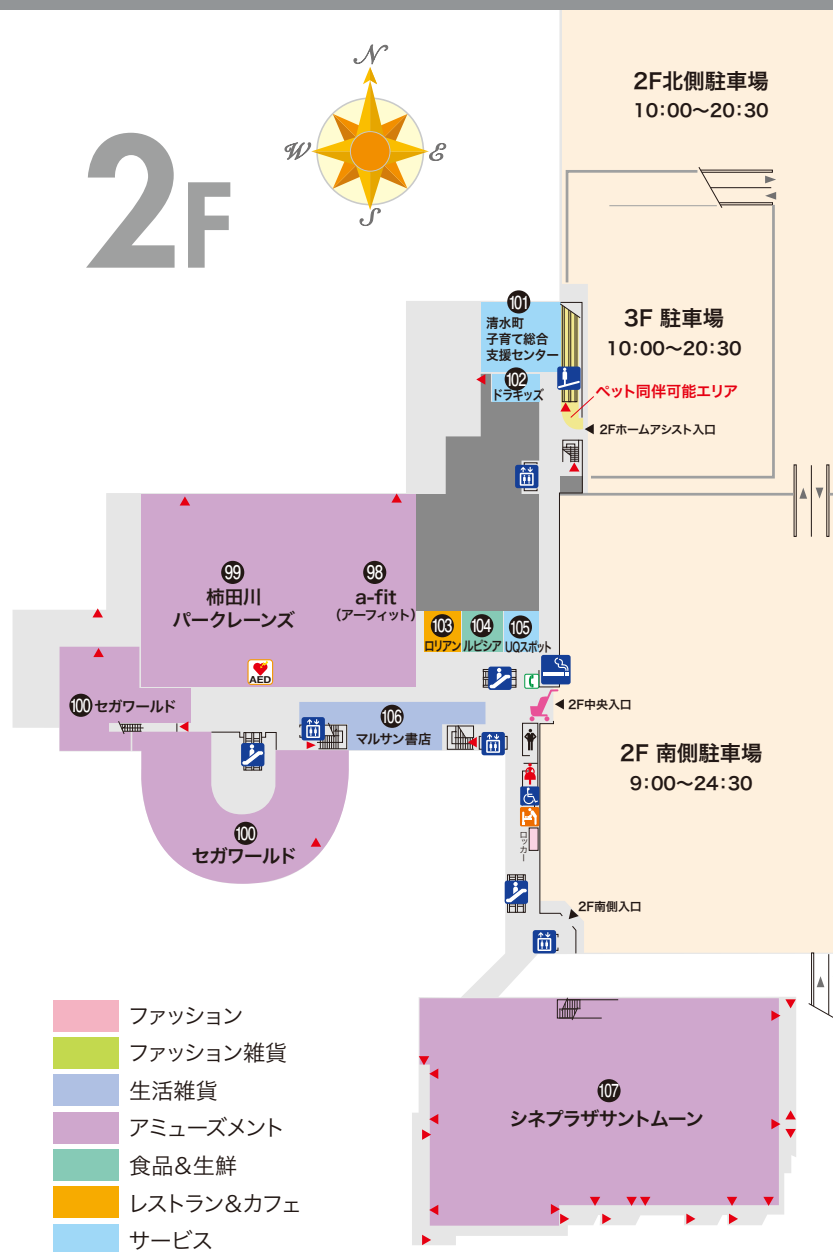 N
W
E
S
2F
2F北側駐車場
10:00〜20:30
3F 駐車場
10:00〜20:30
ペット同伴可能エリア
2Fホームアシスト入口
101
清水町
子育て総合
支援センター
102
ドラキッズ
99
柿田川
パークレーンズ
98
a-fit
(アーフィット)
103
ロリアン
104
ルピシア
105
UQスポット
AED
100 セガワールド
106
マルサン書店
2F中央入口
2F 南側駐車場
9:00〜24:30
100
セガワールド
ロッカー
2F南側入口
107
シネプラザサントムーン
ファッション
ファッション雑貨
生活雑貨
アミューズメント
食品&生鮮
レストラン&カフェ
サービス